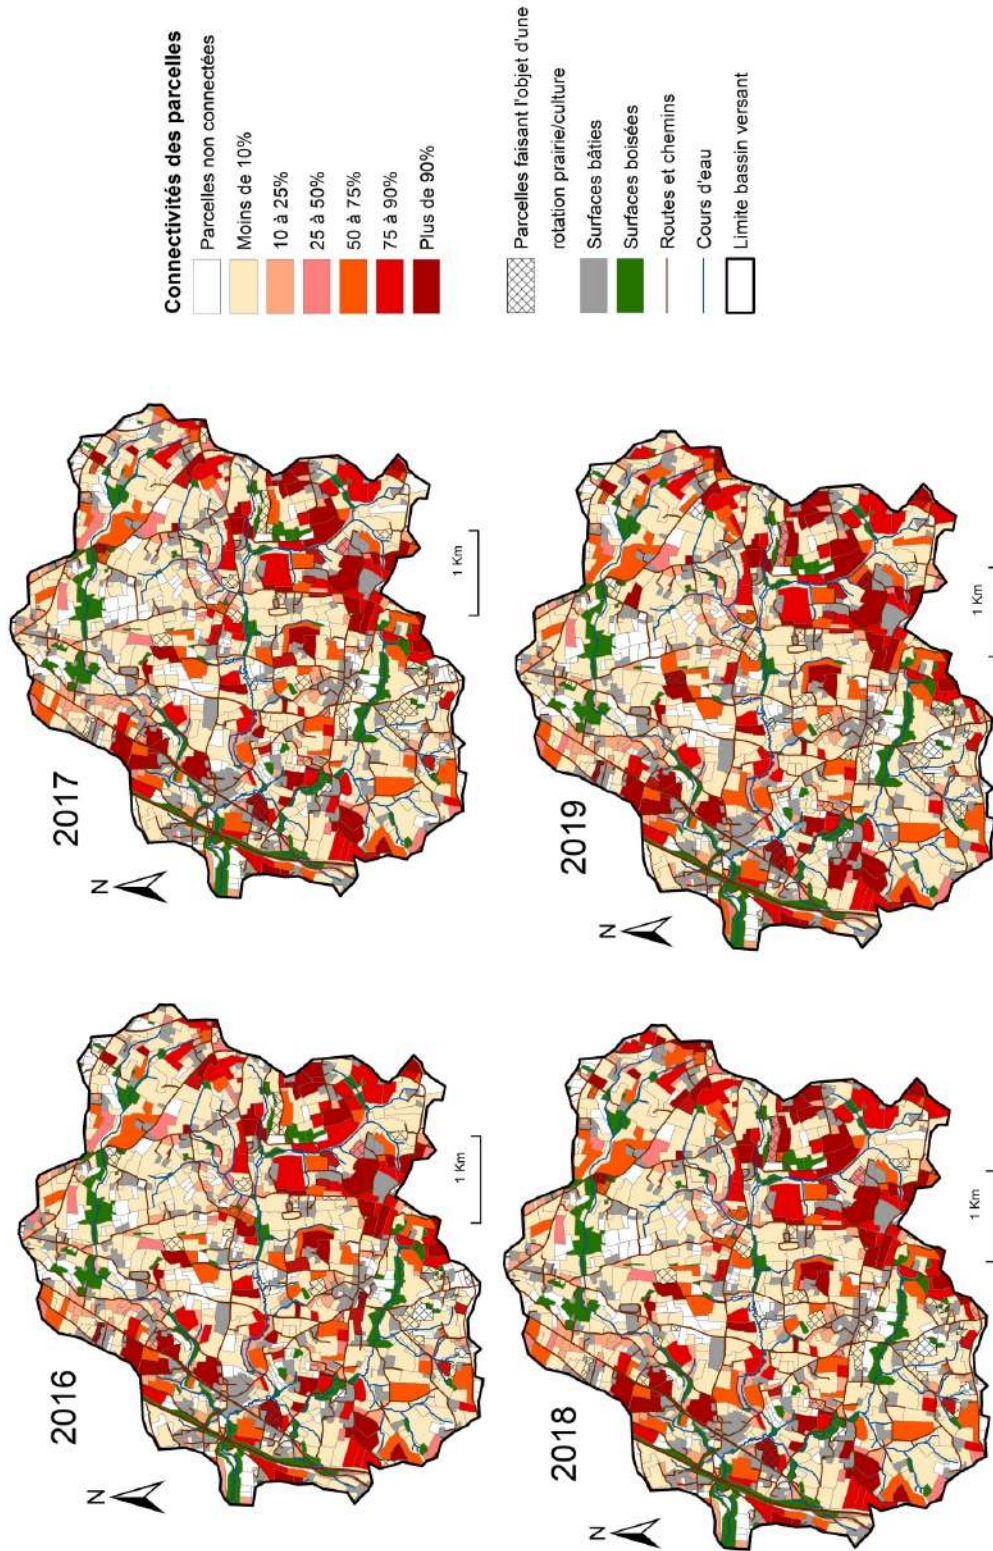 2016
N
1 Km
2017
N
1 Km
2018
N
1 Km
2019
N
1 Km
Connectivités des parcelles
Parcelles non connectées
Moins de 10%
10 à 25%
25 à 50%
50 à 75%
75 à 90%
Plus de 90%
Parcelles faisant l'objet d'une
rotation prairie/culture
Surfaces bâties
Surfaces boisées
Routes et chemins
Cours d'eau
Limite bassin versant